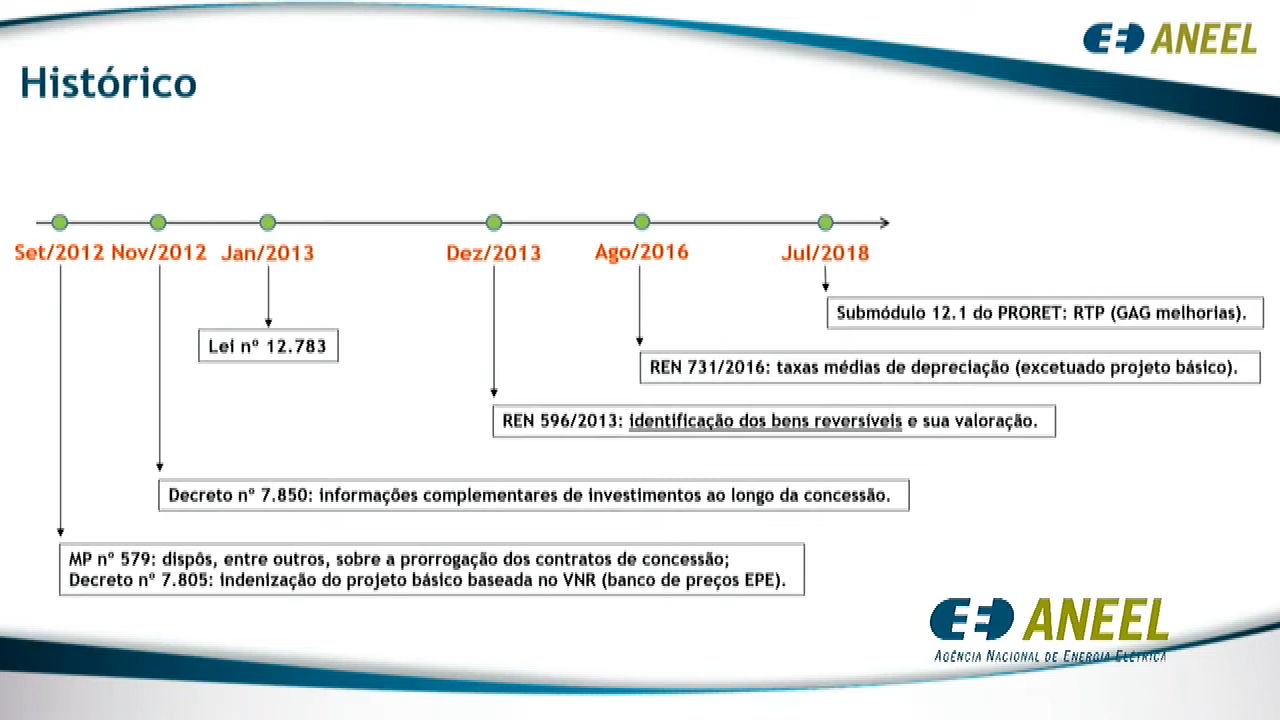 ANEEL
Histórico
Set/2012 Nov/2012 Jan/2013 Dez/2013 Ago/2016 Jul/2018
Submódulo 12.1 do PRORET: RTP (GAG melhorias).
Lei nº 12.783
REN 731/2016: taxas médias de depreciação (excetuado projeto básico).
REN 596/2013: identificação dos bens reversíveis e sua valoração.
Decreto nº 7.850: informações complementares de investimentos ao longo da concessão.
MP nº 579: dispôs, entre outros, sobre a prorrogação dos contratos de concessão;
Decreto nº 7.805: indenização do projeto básico baseada no VNR (banco de preços EPE).
ANEEL
AGÊNCIA NACIONAL DE ENERGIA ELÉTRICA